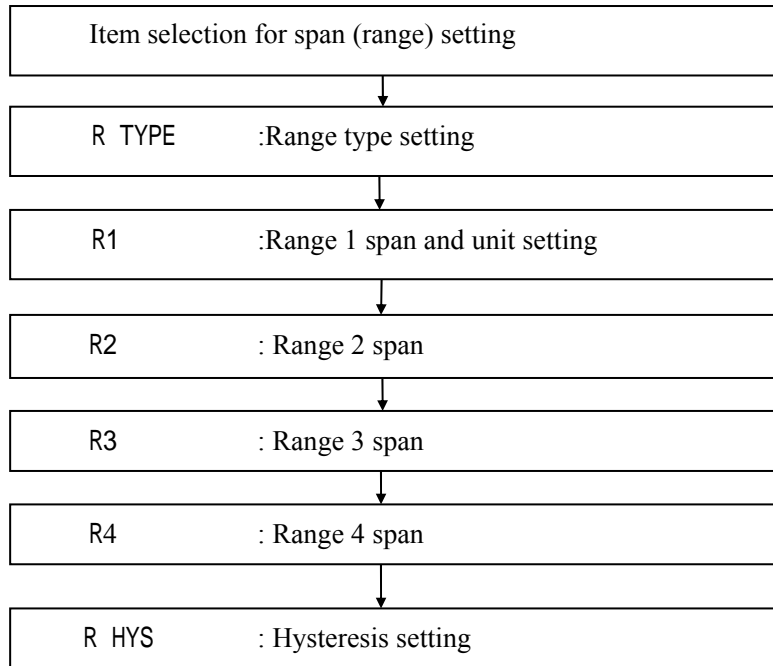 Item selection for span (range) setting
R TYPE :Range type setting
R1 :Range 1 span and unit setting
R2 : Range 2 span
R3 : Range 3 span
R4 : Range 4 span
R HYS : Hysteresis setting